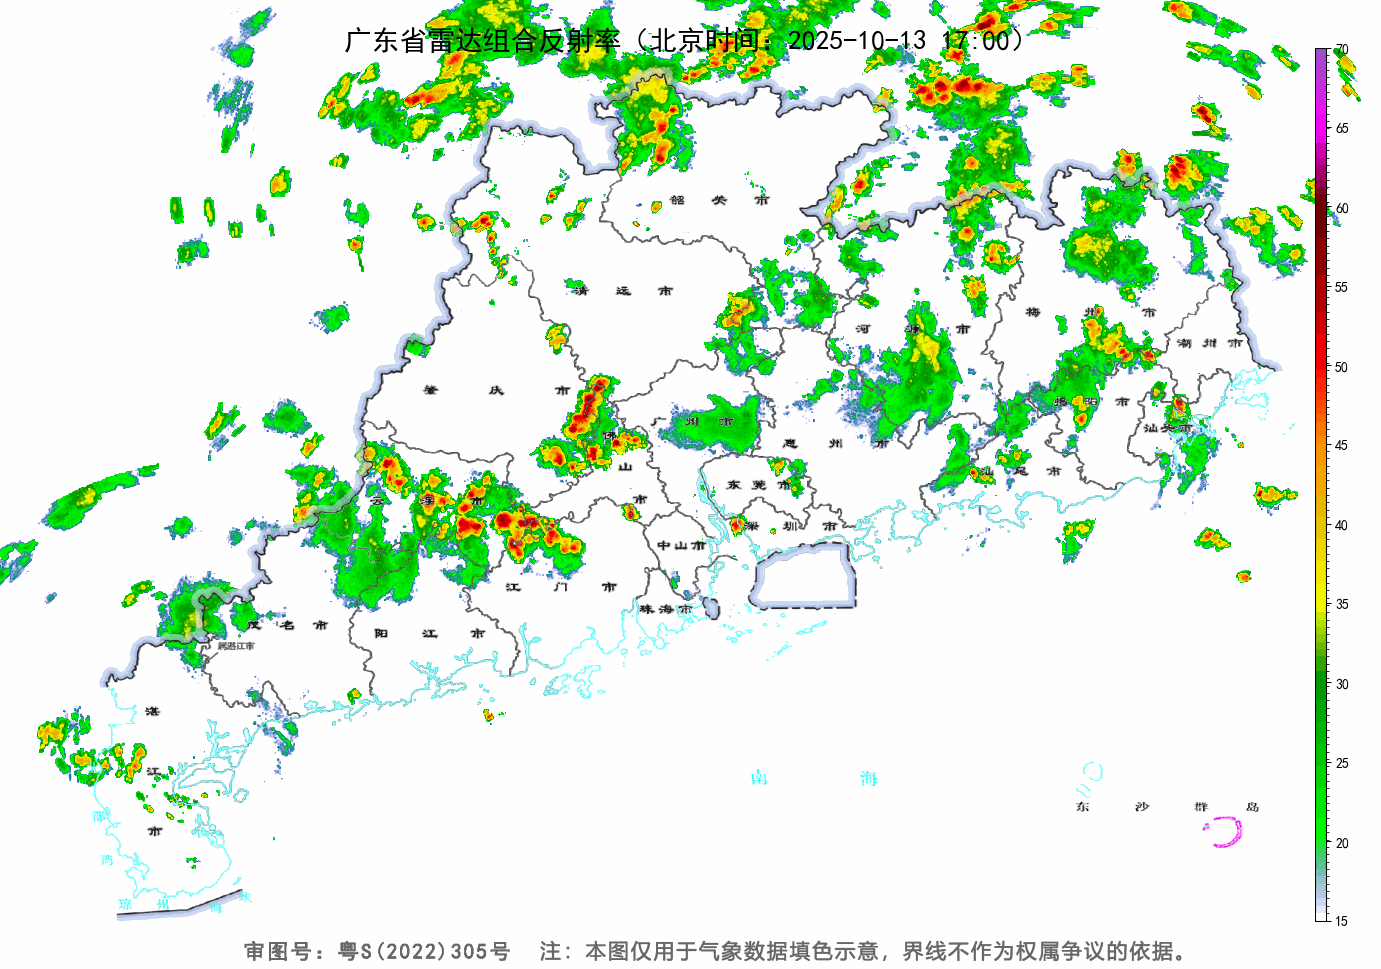 广东省雷达组合反射率（北京时间：2025-10-13 17:00）
70
65
60
55
50
45
40
35
30
25
20
15
韶关市
清远市
河源市
梅州市
潮州市
肇庆市
广州市
惠州市
揭阳市
汕头市
佛山市
汕尾市
东莞市
云浮市
深圳市
中山市
江门市
珠海市
茂名市
阳江市
属湛江市
湛江市
南海
东沙群岛
琼州海峡
审图号：粤S(2022)305号 注：本图仅用于气象数据填色示意，界线不作为权属争议的依据。